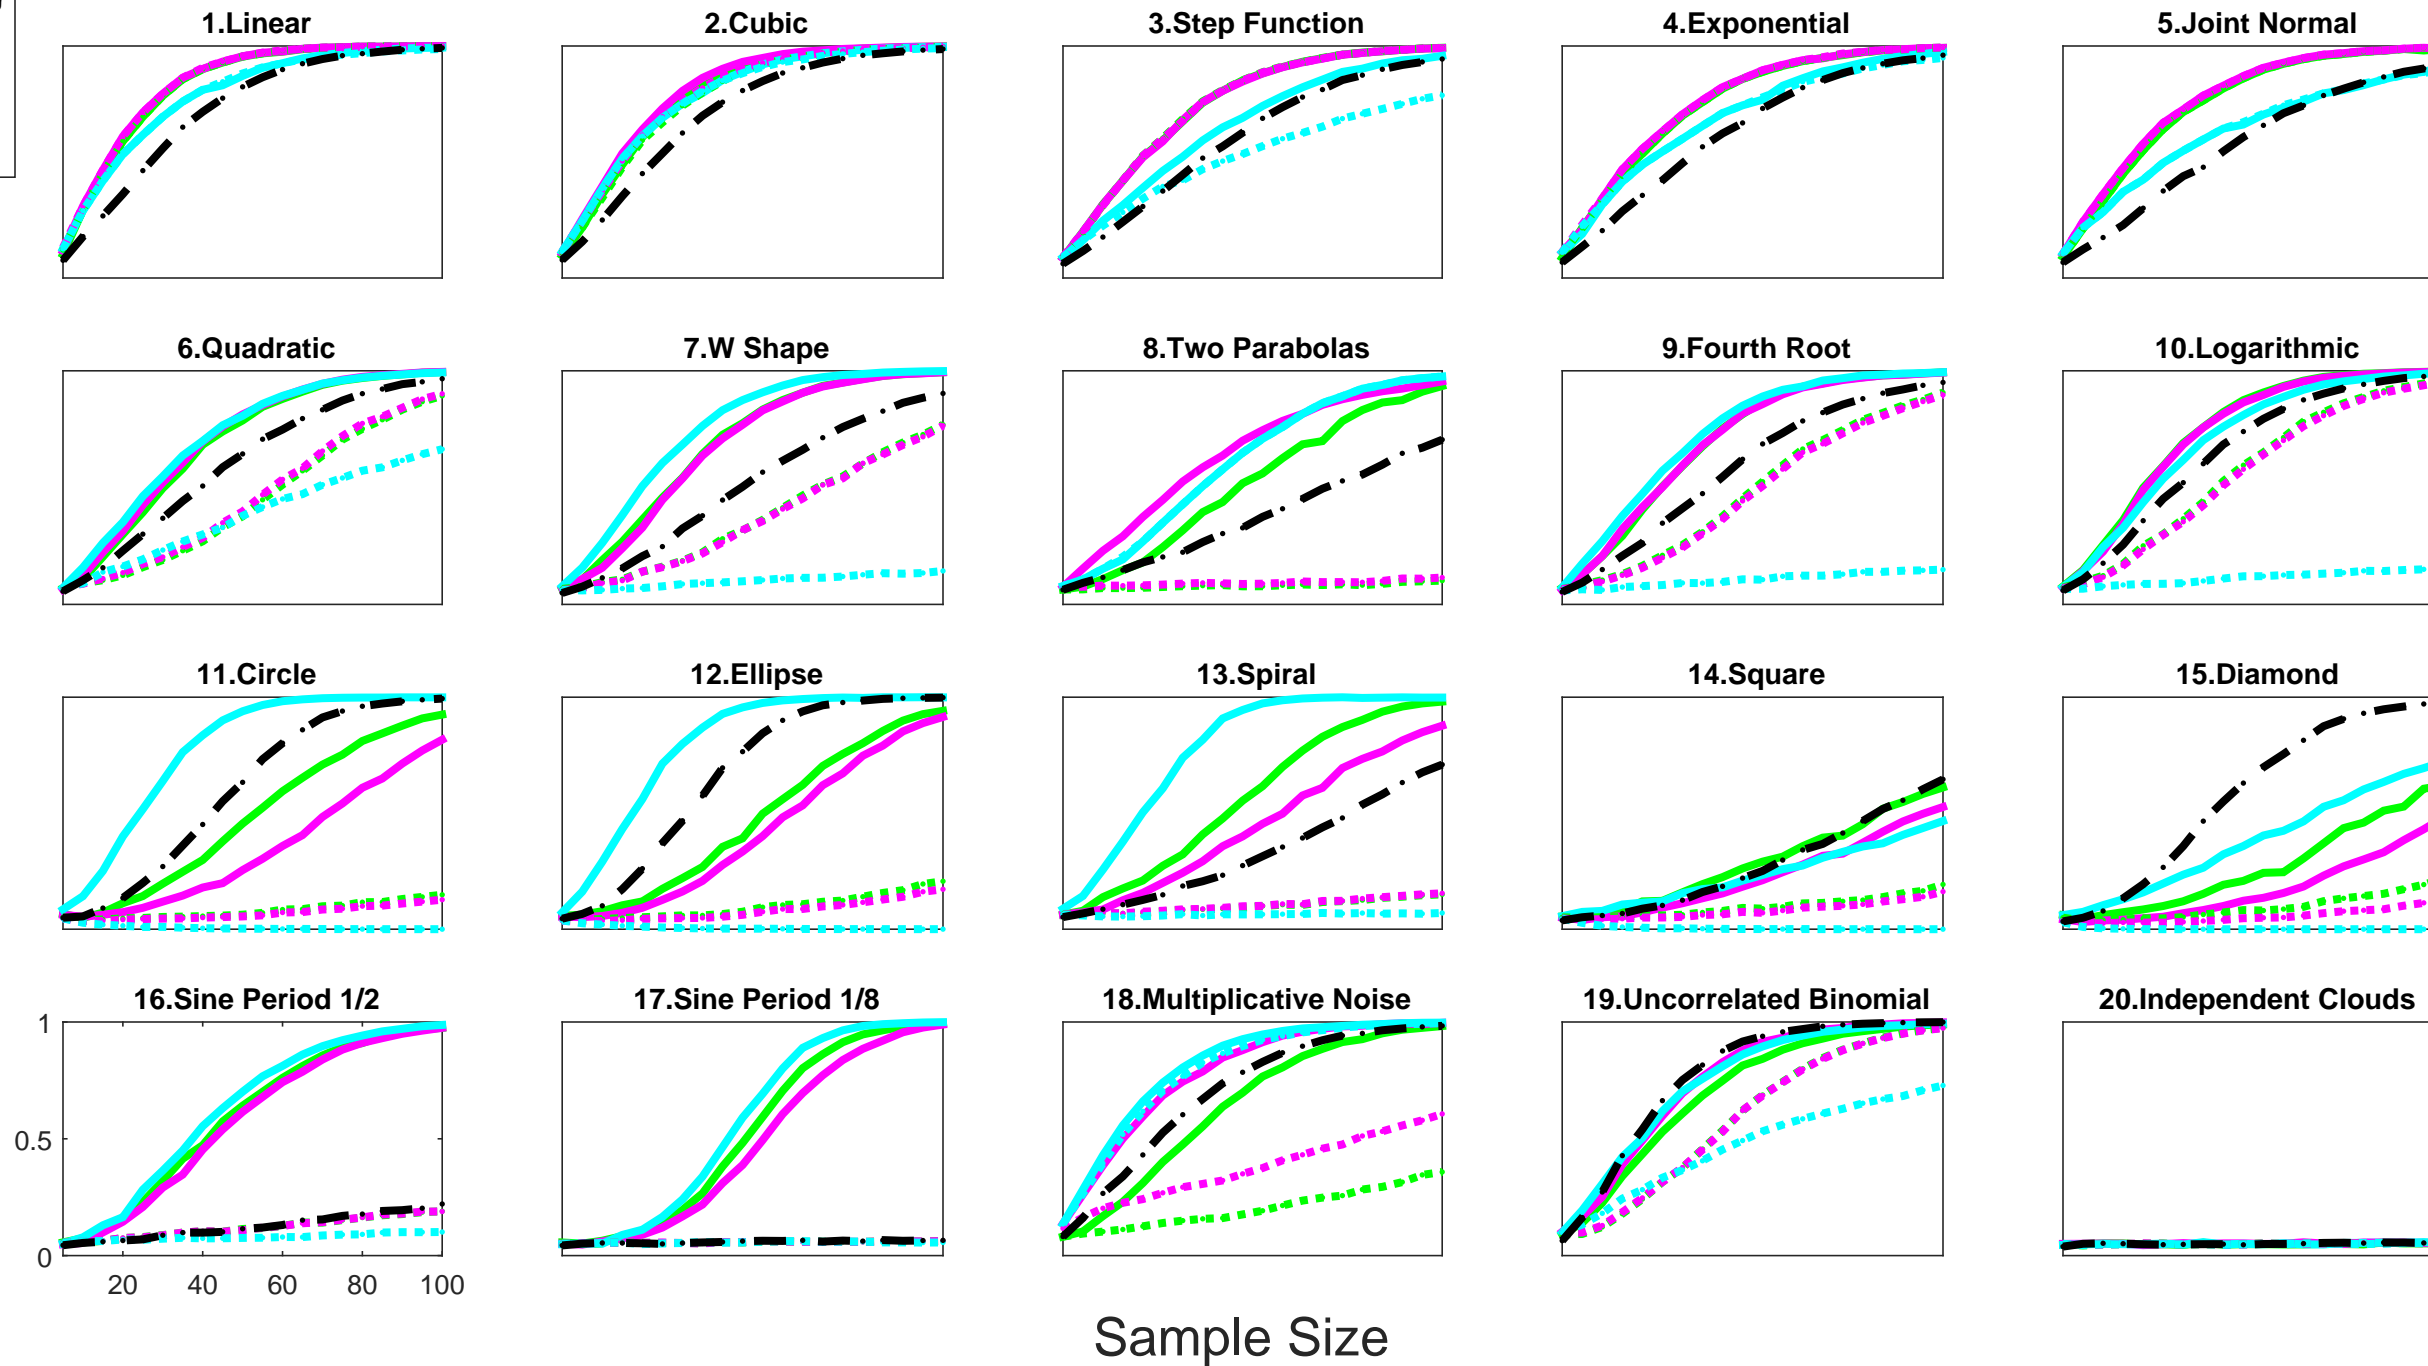 1.Linear
2.Cubic
3.Step Function
4.Exponential
5.Joint Normal
6.Quadratic
7.W Shape
8.Two Parabolas
9.Fourth Root
10.Logarithmic
11.Circle
12.Ellipse
13.Spiral
14.Square
15.Diamond
16.Sine Period 1/2
17.Sine Period 1/8
18.Multiplicative Noise
19.Uncorrelated Binomial
20.Independent Clouds
1
0.5
0
20 40 60 80 100
Sample Size